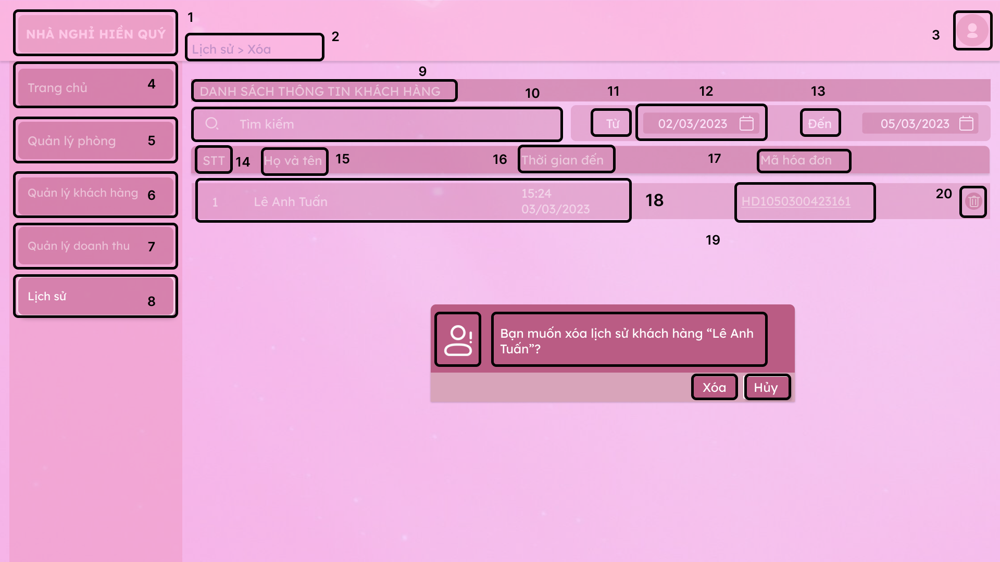 NHÀ NGHỈ HIỀN QUÝ
1
2
Lịch sử > Xóa
3
Trang chủ 4
Quản lý phòng 5
Quản lý khách hàng 6
Quản lý doanh thu 7
Lịch sử 8
9
DANH SÁCH THÔNG TIN KHÁCH HÀNG
10 11 12 13
Tìm kiếm
Từ 02/03/2023 Đến 05/03/2023
STT 14 Họ và tên 15 16 Thời gian đến 17 Mã hóa đơn
1 Lê Anh Tuấn 15:24
03/03/2023
18 HD1050300423161 20
19
Bạn muốn xóa lịch sử khách hàng “Lê Anh
Tuấn”?
Xóa Hủy